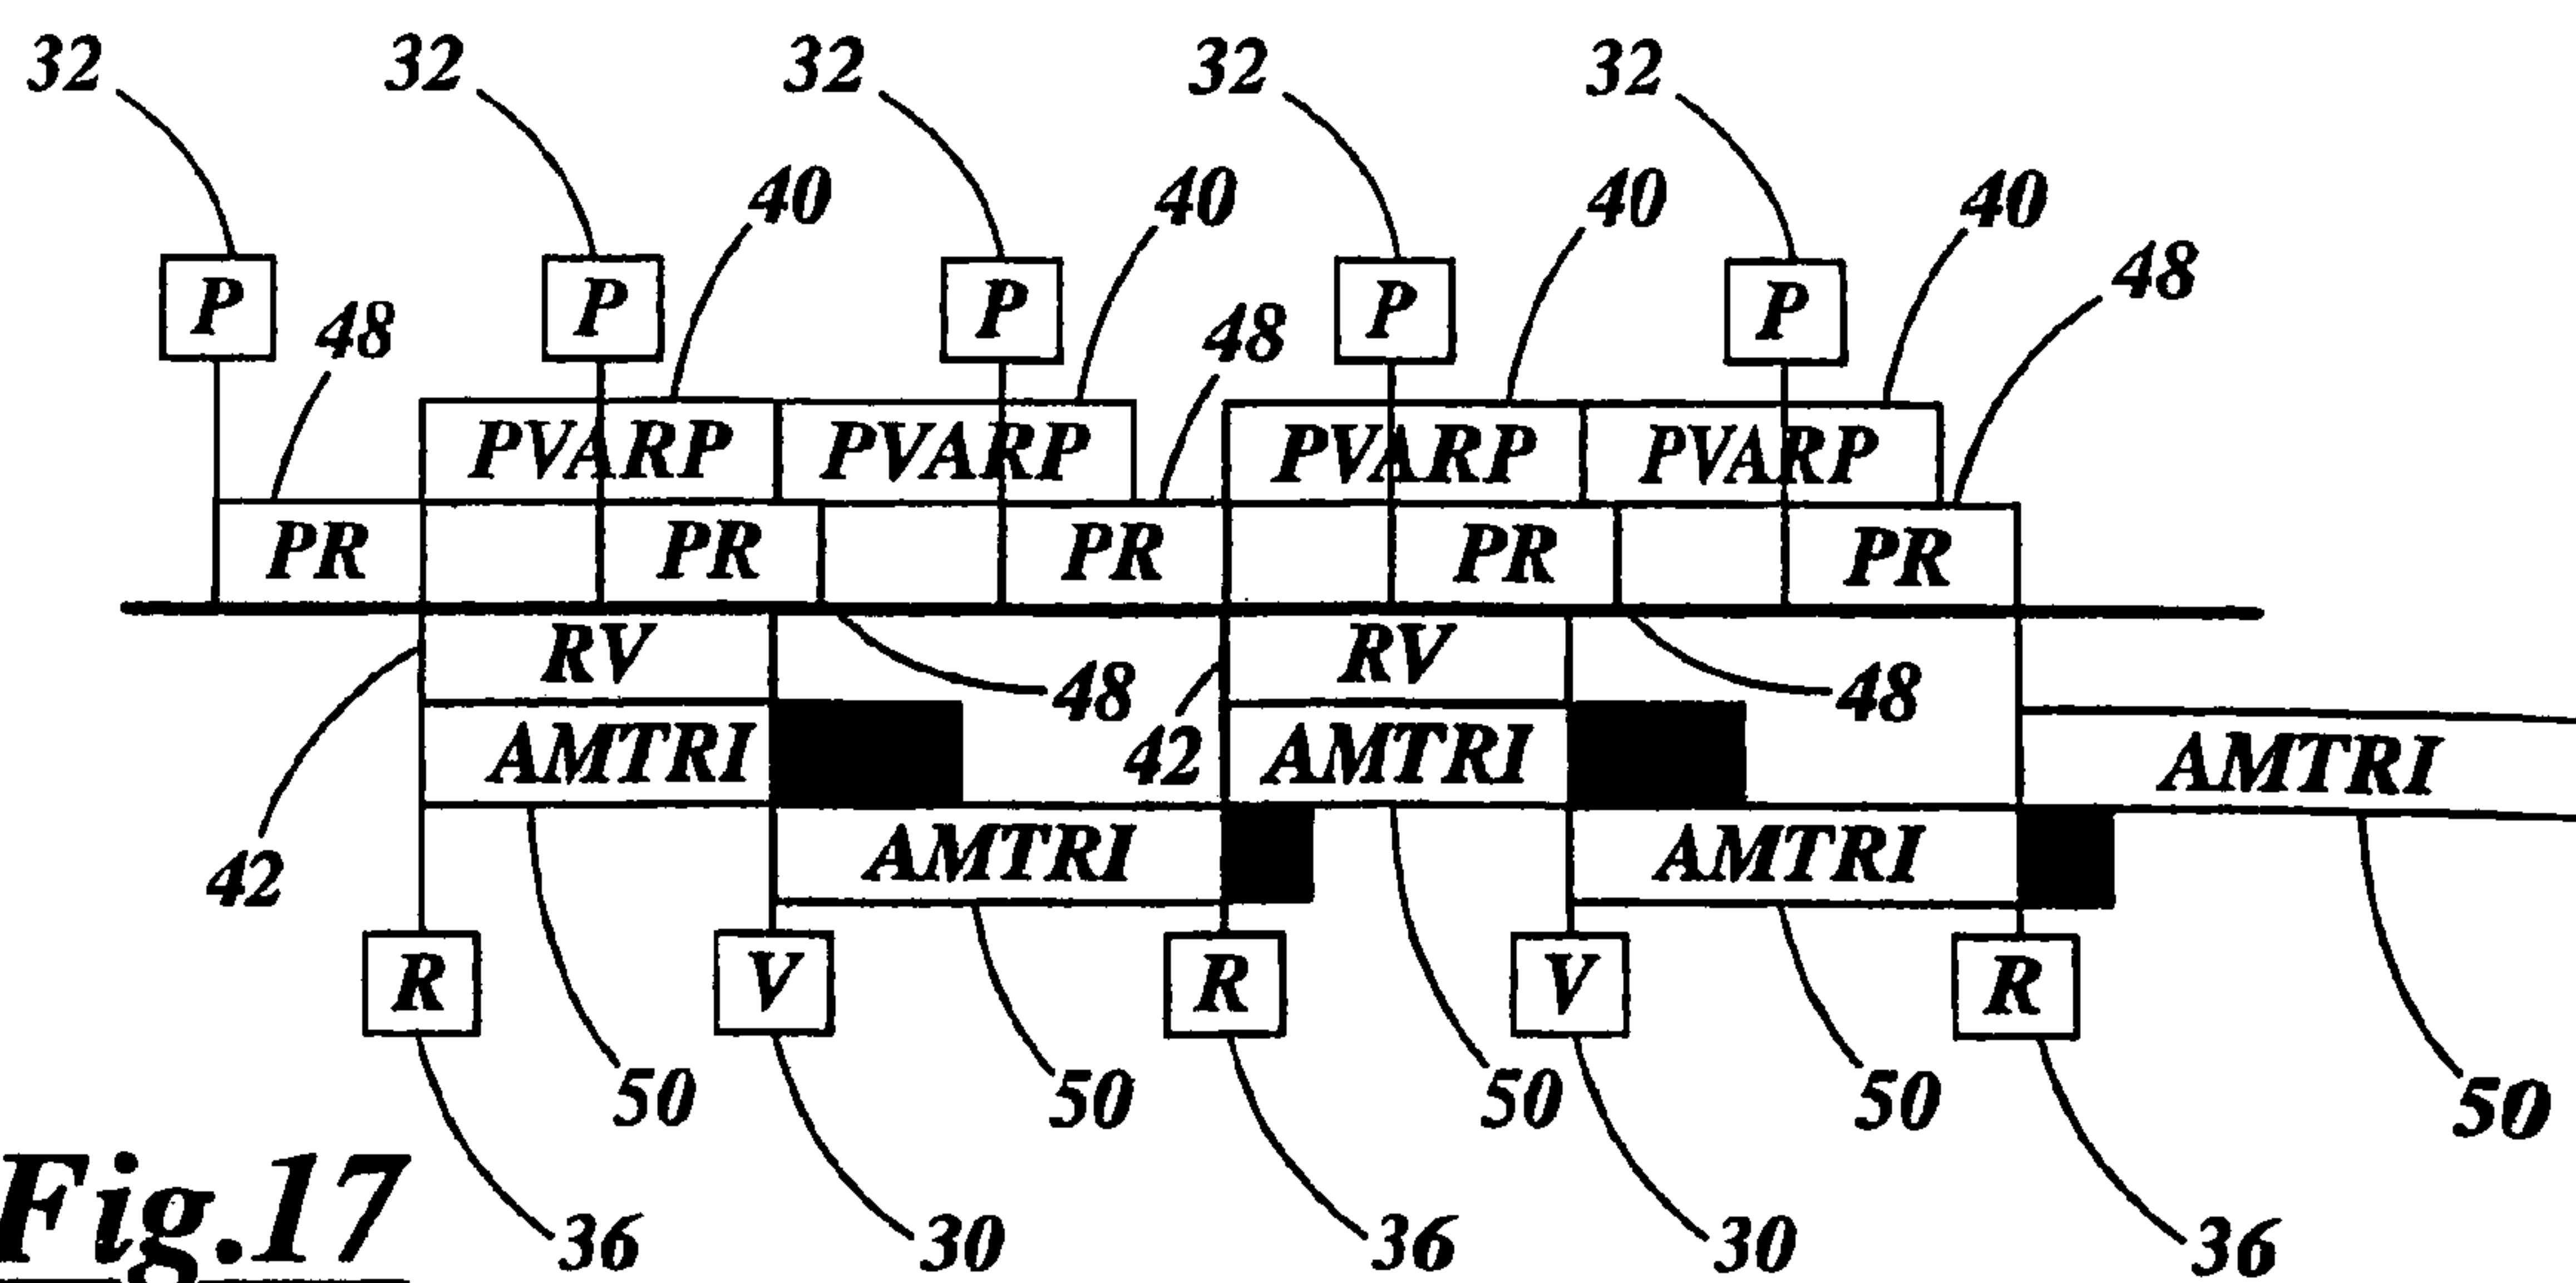 32 32 32 32 32
40 40 40 40
P P P P P
48 48 48
PVARP PVARP PVARP PVARP
PR PR PR PR PR
RV RV
48 48
42
AMTRI AMTRI AMTRI
AMTRI AMTRI
42
R V R V R
50 50 50 50 50
36 30 36 30 36
Fig.17